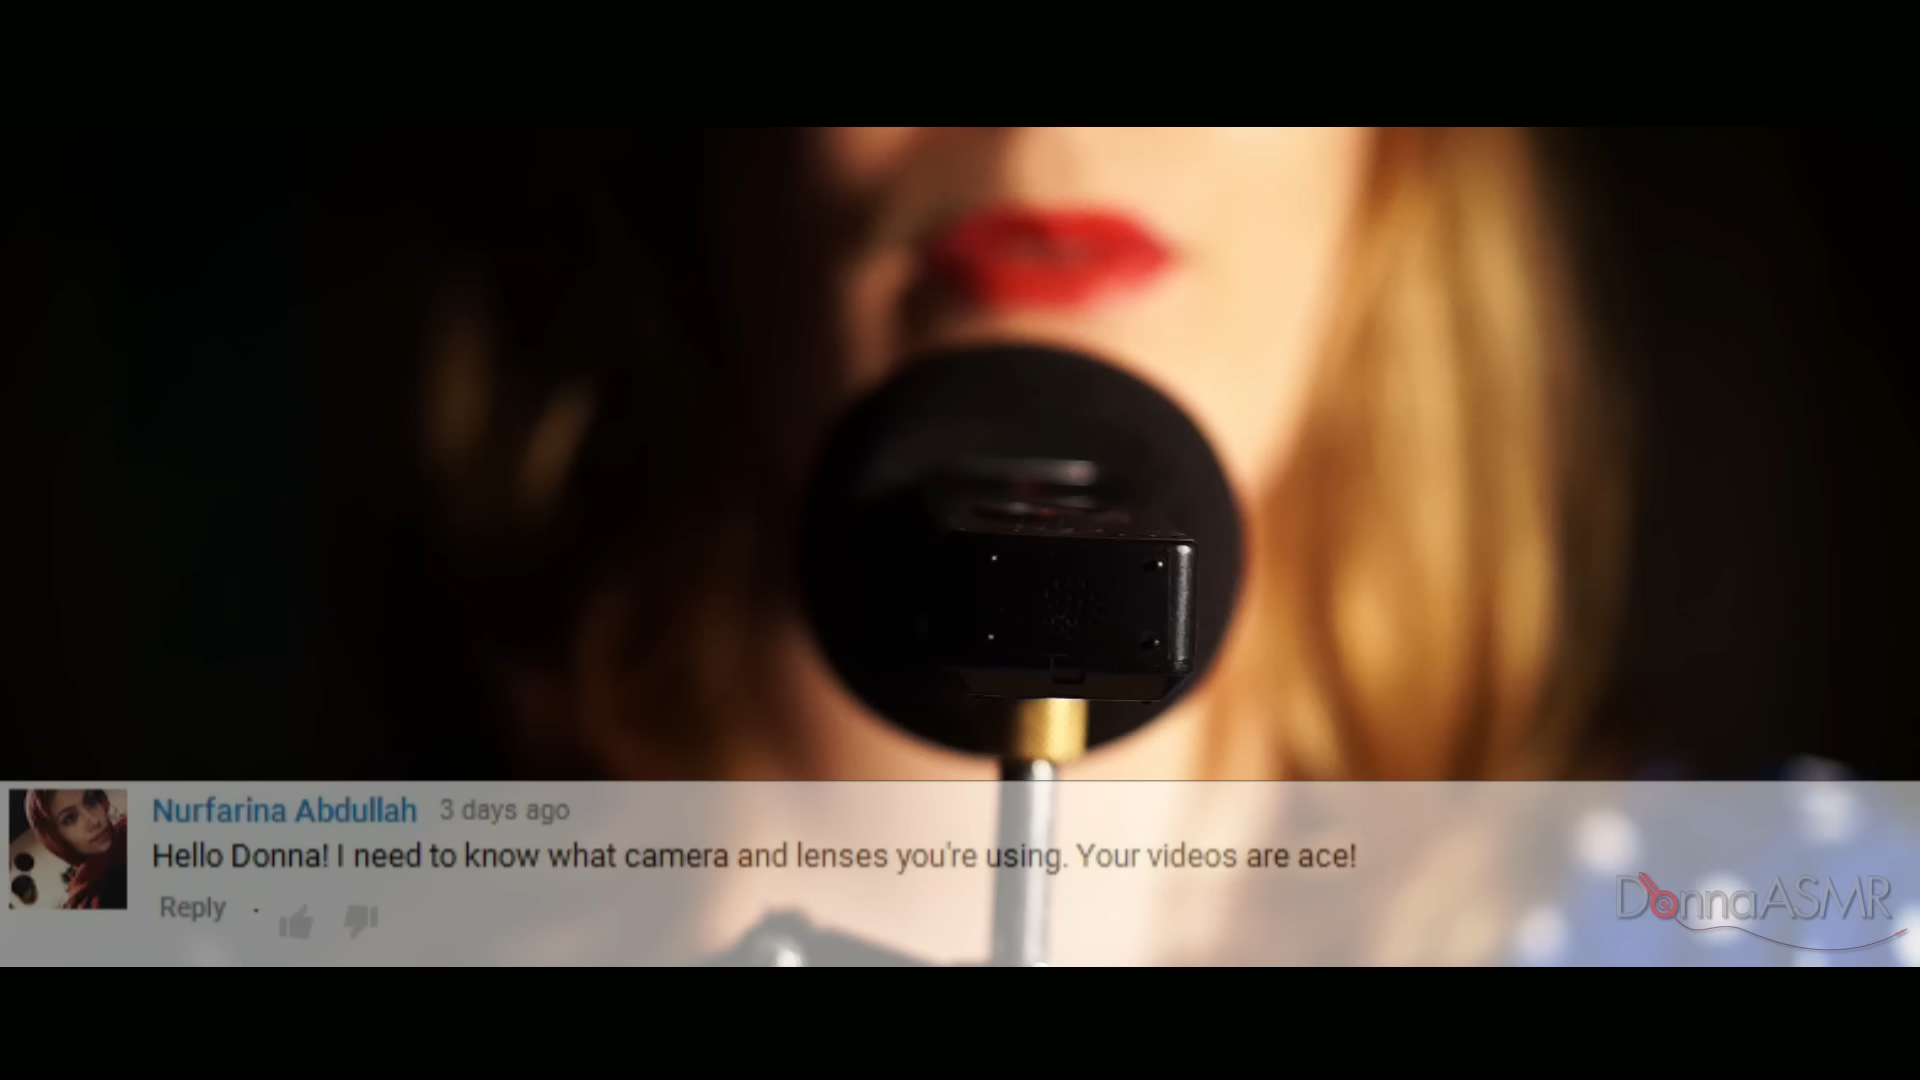 Nurfarina Abdullah 3 days ago
Hello Donna! I need to know what camera and lenses you're using. Your videos are ace!
Reply
DonnaASMR